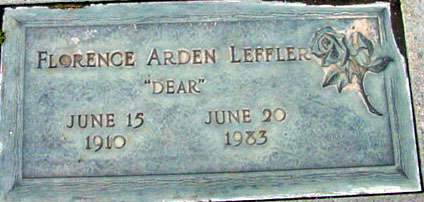 FLORENCE ARDEN LEFFLER
"DEAR"
JUNE 15 JUNE 20
1910 1983